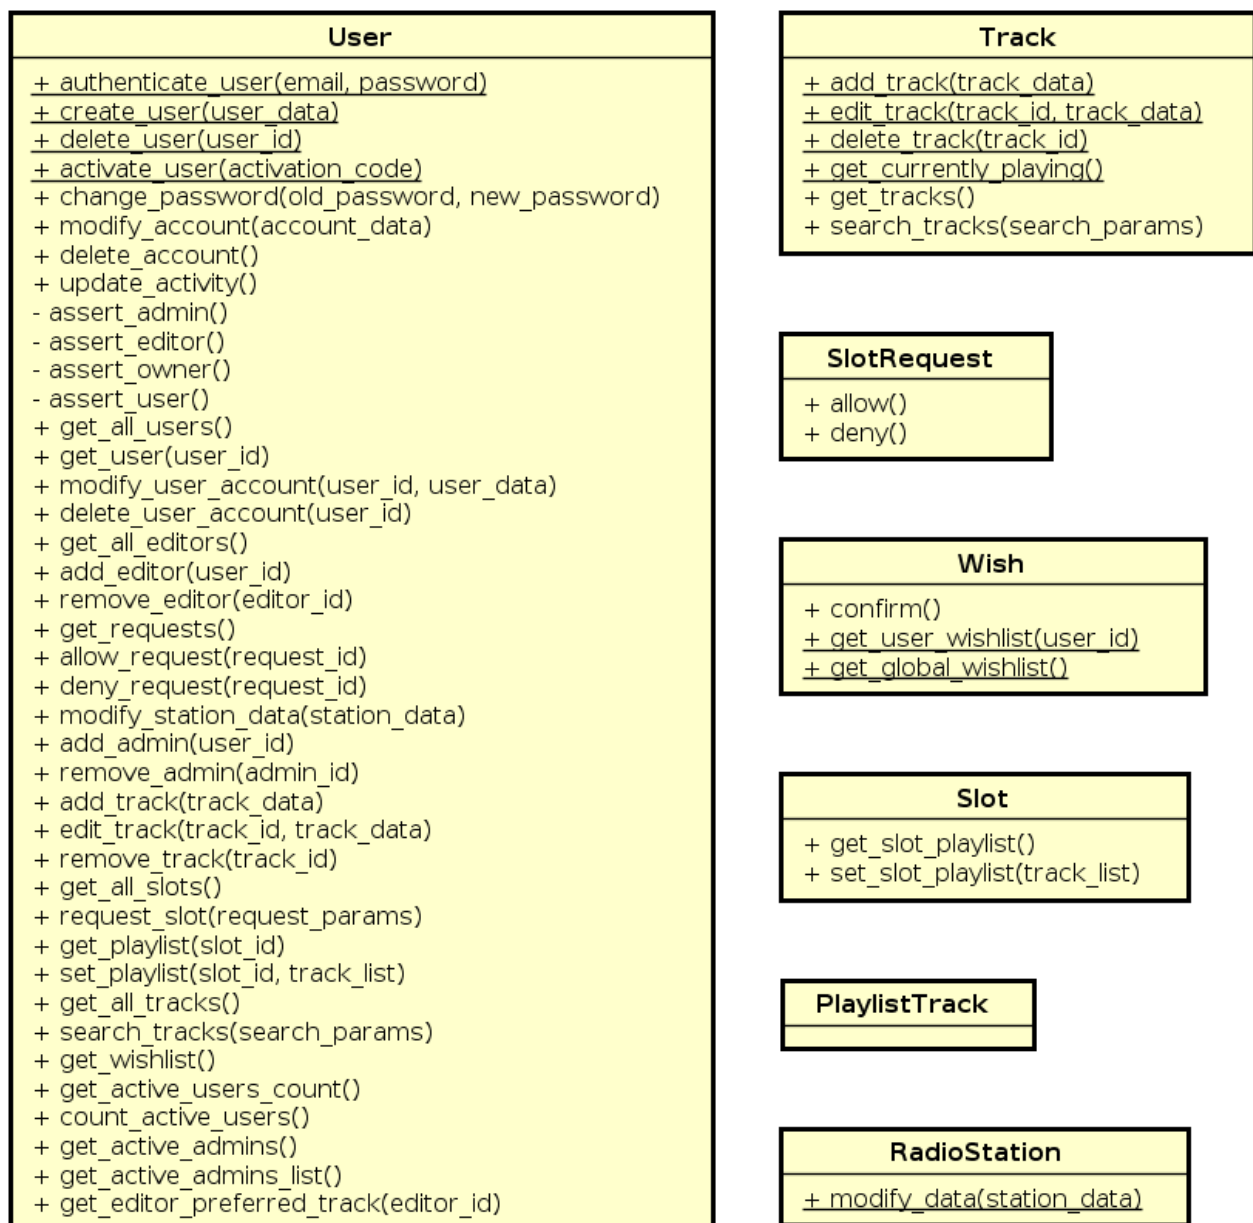 User
+ authenticate_user(email, password)
+ create_user(user_data)
+ delete_user(user_id)
+ activate_user(activation_code)
+ change_password(old_password, new_password)
+ modify_account(account_data)
+ delete_account()
+ update_activity()
- assert_admin()
- assert_editor()
- assert_owner()
- assert_user()
+ get_all_users()
+ get_user(user_id)
+ modify_user_account(user_id, user_data)
+ delete_user_account(user_id)
+ get_all_editors()
+ add_editor(user_id)
+ remove_editor(editor_id)
+ get_requests()
+ allow_request(request_id)
+ deny_request(request_id)
+ modify_station_data(station_data)
+ add_admin(user_id)
+ remove_admin(admin_id)
+ add_track(track_data)
+ edit_track(track_id, track_data)
+ remove_track(track_id)
+ get_all_slots()
+ request_slot(request_params)
+ get_playlist(slot_id)
+ set_playlist(slot_id, track_list)
+ get_all_tracks()
+ search_tracks(search_params)
+ get_wishlist()
+ get_active_users_count()
+ count_active_users()
+ get_active_admins()
+ get_active_admins_list()
+ get_editor_preferred_track(editor_id)
Track
+ add_track(track_data)
+ edit_track(track_id, track_data)
+ delete_track(track_id)
+ get_currently_playing()
+ get_tracks()
+ search_tracks(search_params)
SlotRequest
+ allow()
+ deny()
Wish
+ confirm()
+ get_user_wishlist(user_id)
+ get_global_wishlist()
Slot
+ get_slot_playlist()
+ set_slot_playlist(track_list)
PlaylistTrack
RadioStation
+ modify_data(station_data)